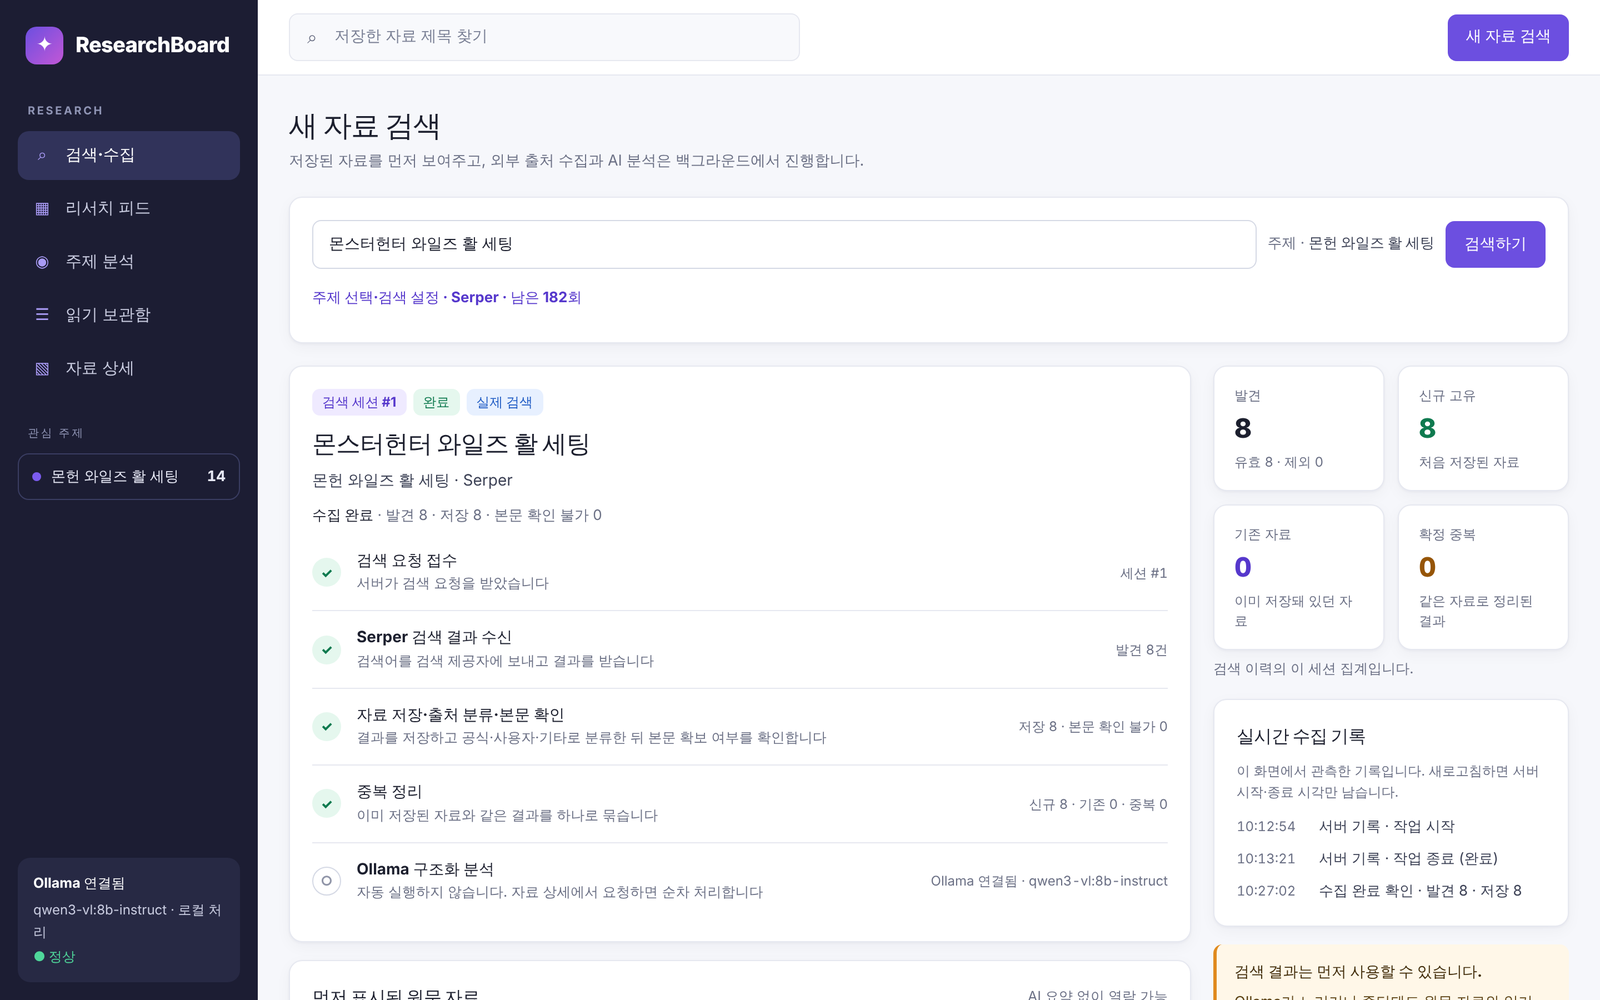 ResearchBoard
RESEARCH
검색·수집
리서치 피드
주제 분석
읽기 보관함
자료 상세
관심 주제
몬헌 와일즈 활 세팅 14
Ollama 연결됨
qwen3-vl:8b-instruct · 로컬 처
리
정상
저장한 자료 제목 찾기
새 자료 검색
새 자료 검색
저장된 자료를 먼저 보여주고, 외부 출처 수집과 AI 분석은 백그라운드에서 진행합니다.
몬스터헌터 와일즈 활 세팅
주제 · 몬헌 와일즈 활 세팅
검색하기
주제 선택·검색 설정 · Serper · 남은 182회
검색 세션 #1 완료 실제 검색
몬스터헌터 와일즈 활 세팅
몬헌 와일즈 활 세팅 · Serper
수집 완료 · 발견 8 · 저장 8 · 본문 확인 불가 0
검색 요청 접수
서버가 검색 요청을 받았습니다
세션 #1
Serper 검색 결과 수신
검색어를 검색 제공자에 보내고 결과를 받습니다
발견 8건
자료 저장·출처 분류·본문 확인
결과를 저장하고 공식·사용자·기타로 분류한 뒤 본문 확보 여부를 확인합니다
저장 8 · 본문 확인 불가 0
중복 정리
이미 저장된 자료와 같은 결과를 하나로 묶습니다
신규 8 · 기존 0 · 중복 0
Ollama 구조화 분석
자동 실행하지 않습니다. 자료 상세에서 요청하면 순차 처리합니다
Ollama 연결됨 · qwen3-vl:8b-instruct
먼저 표시된 원문 자료
AI 요약 없이 열람 가능
발견
8
유효 8 · 제외 0
신규 고유
8
처음 저장된 자료
기존 자료
0
이미 저장돼 있던 자
료
확정 중복
0
같은 자료로 정리된
결과
검색 이력의 이 세션 집계입니다.
실시간 수집 기록
이 화면에서 관측한 기록입니다. 새로고침하면 서버
시작·종료 시각만 남습니다.
10:12:54 서버 기록 · 작업 시작
10:13:21 서버 기록 · 작업 종료 (완료)
10:27:02 수집 완료 확인 · 발견 8 · 저장 8
검색 결과는 먼저 사용할 수 있습니다.